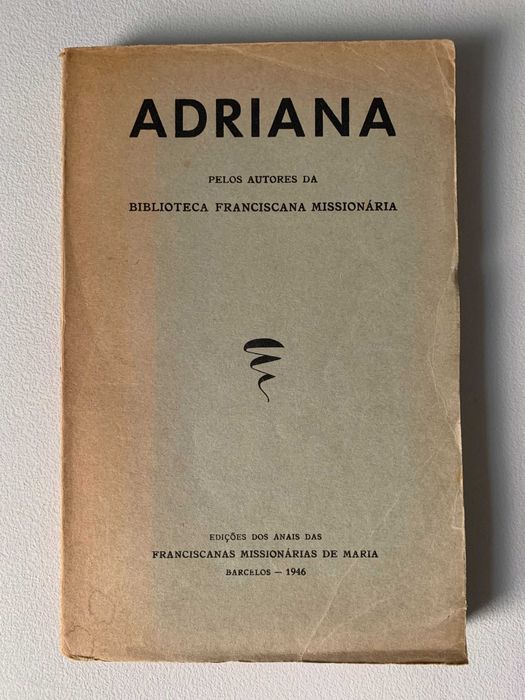 ADRIANA
PELOS AUTORES DA
BIBLIOTECA FRANCISCANA MISSIONÁRIA
EDIÇÕES DOS ANAIS DAS
FRANCISCANAS MISSIONÁRIAS DE MARIA
BARCELOS — 1946